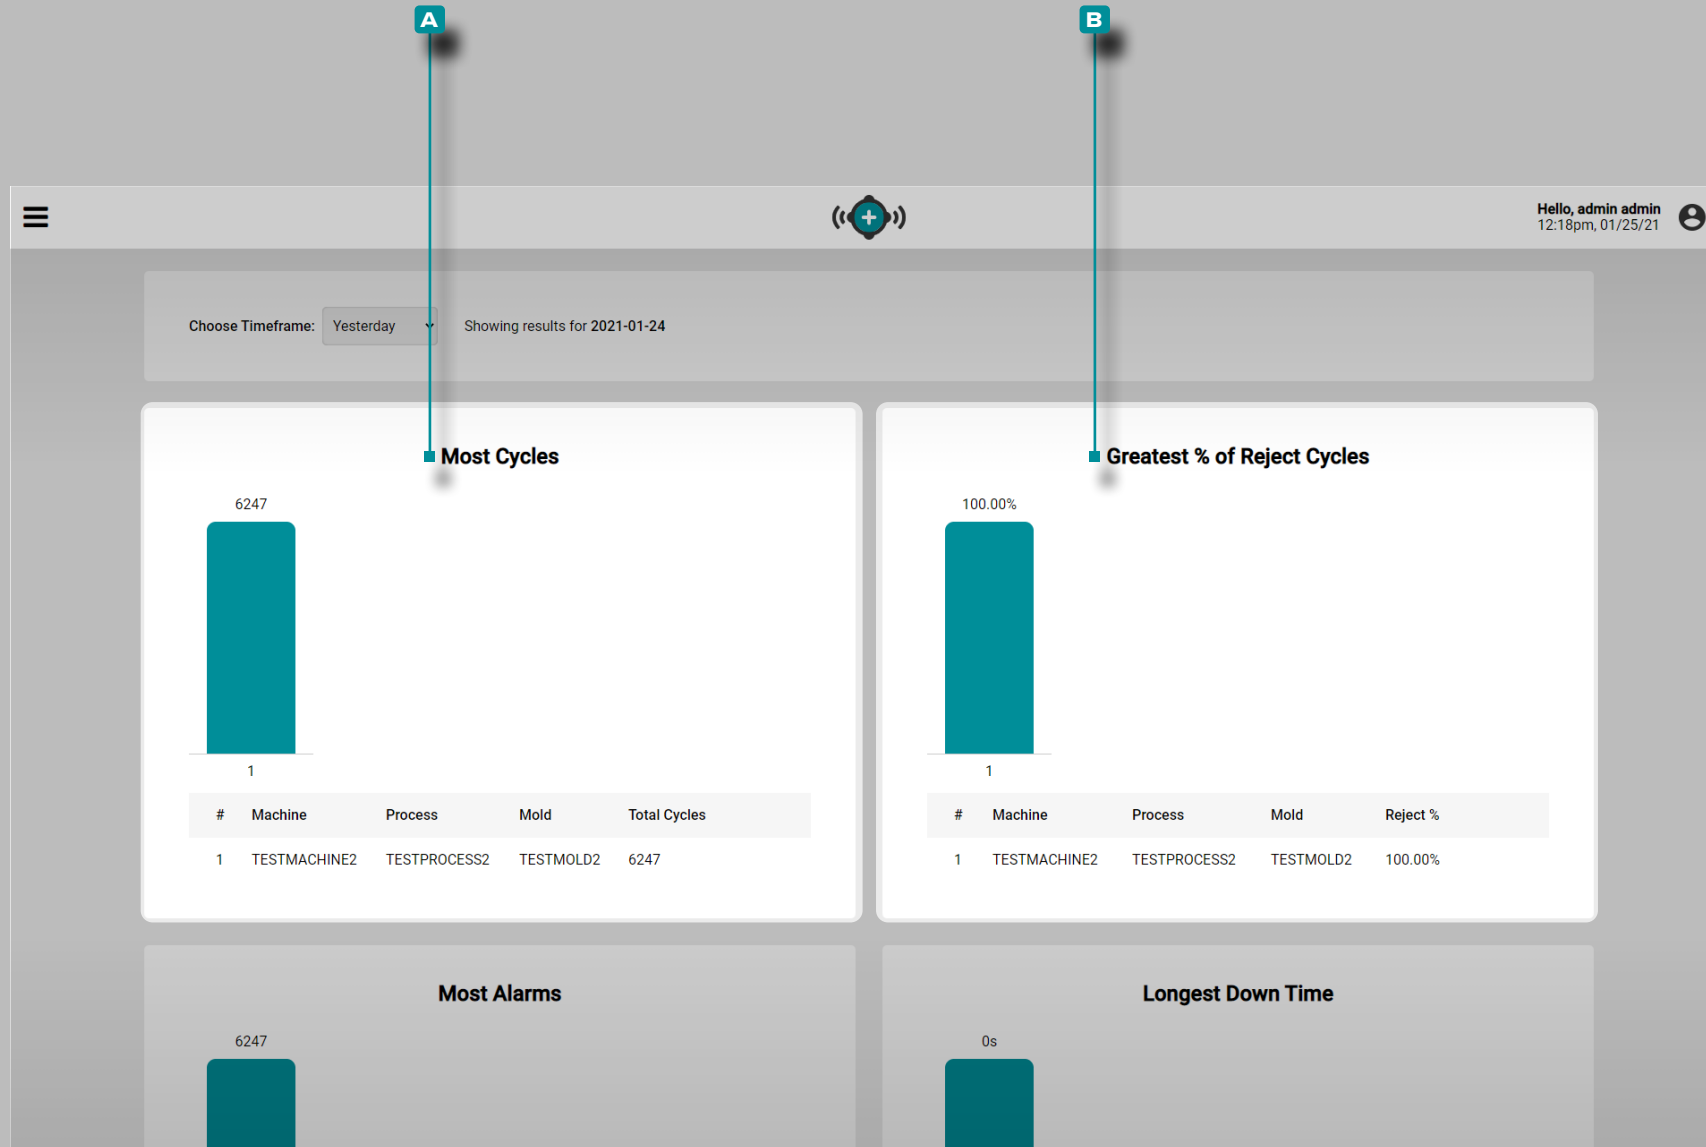 A
B
Hello, admin admin
12:18pm, 01/25/21
Choose Timeframe: Yesterday Showing results for 2021-01-24
Most Cycles
6247
1
# Machine Process Mold Total Cycles
1 TESTMACHINE2 TESTPROCESS2 TESTMOLD2 6247
Greatest % of Reject Cycles
100.00%
1
# Machine Process Mold Reject %
1 TESTMACHINE2 TESTPROCESS2 TESTMOLD2 100.00%
Most Alarms
6247
Longest Down Time
0s